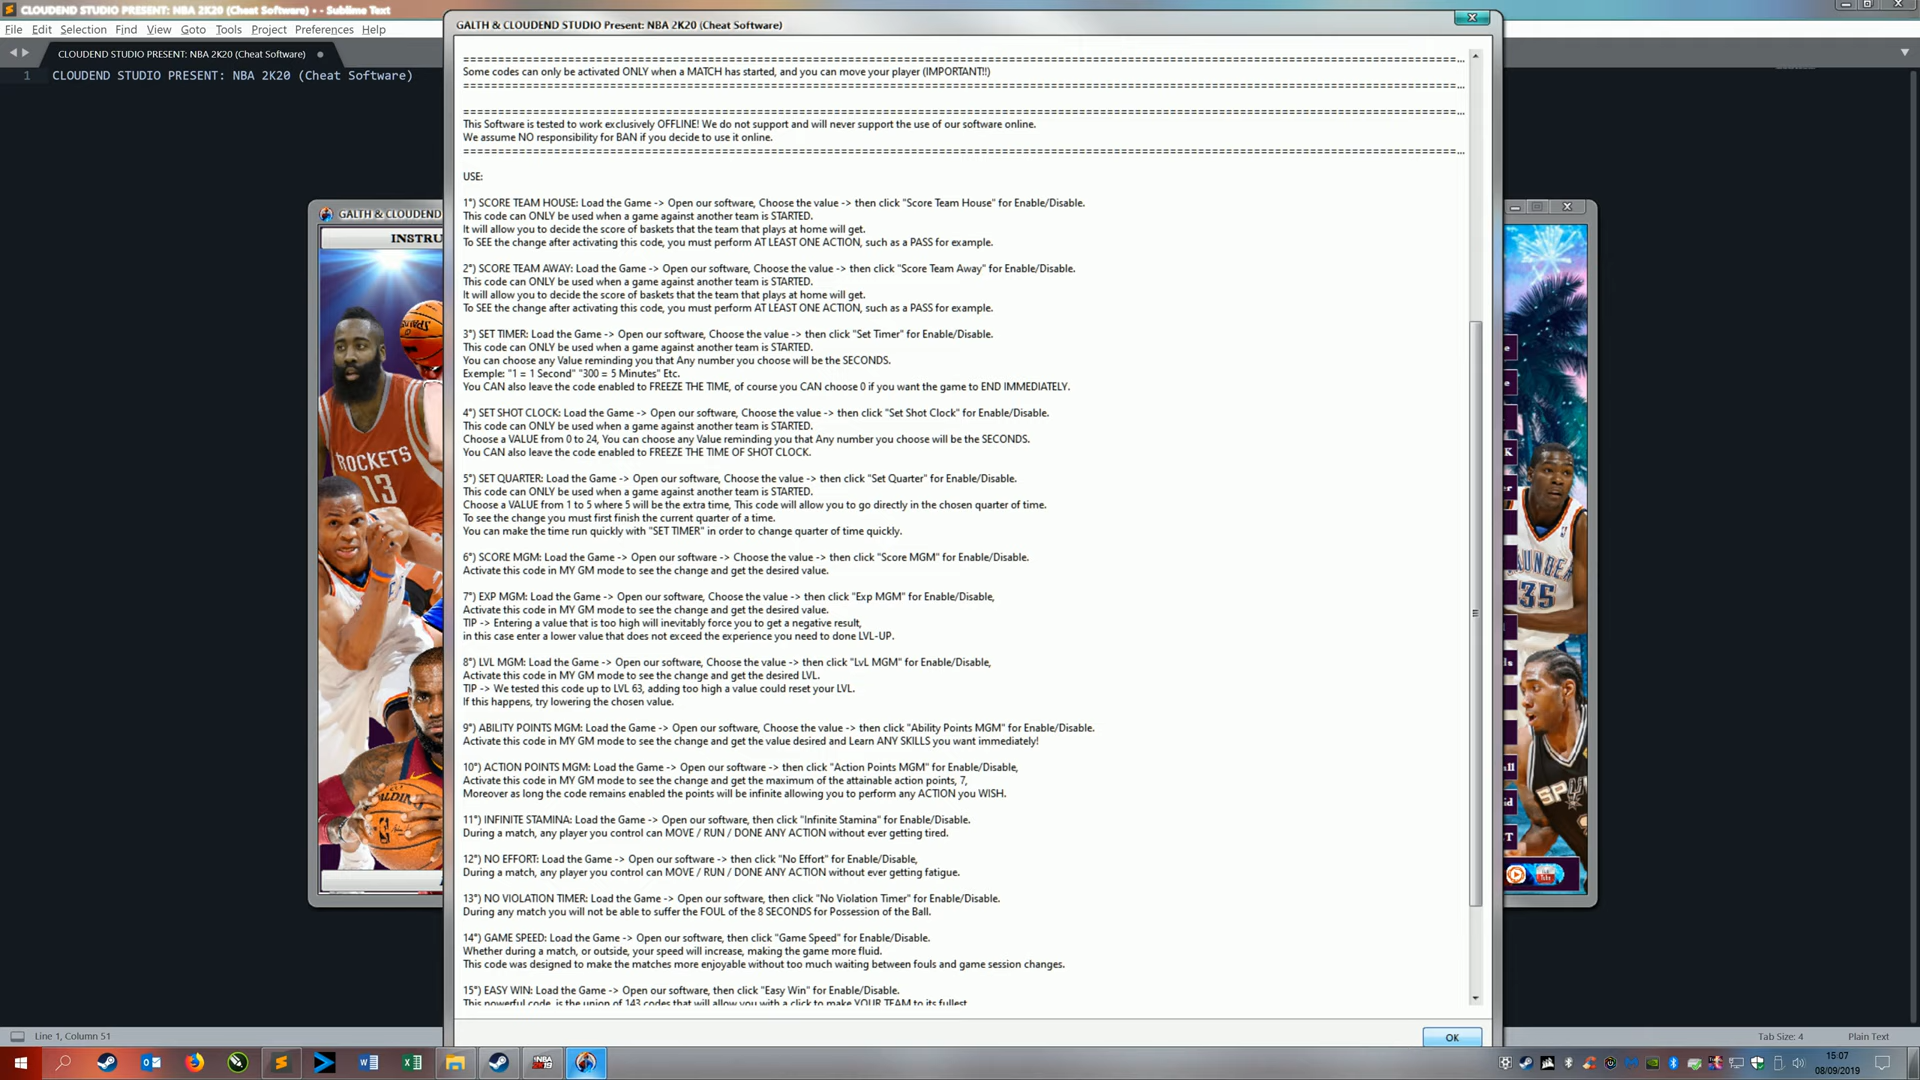 CLOUDEND STUDIO PRESENT: NBA 2K20 (Cheat Software) • - Sublime Text
File Edit Selection Find View Goto Tools Project Preferences Help
CLOUDEND STUDIO PRESENT: NBA 2K20 (Cheat Software)
1 CLOUDEND STUDIO PRESENT: NBA 2K20 (Cheat Software)
GALTH & CLOUDEND
INSTRU
ROCKETS
13
SPALDING
GALTH & CLOUDEND STUDIO Present: NBA 2K20 (Cheat Software)
Some codes can only be activated ONLY when a MATCH has started, and you can move your player (IMPORTANT!!)
This Software is tested to work exclusively OFFLINE! We do not support and will never support the use of our software online.
We assume NO responsibility for BAN if you decide to use it online.
USE:
1°) SCORE TEAM HOUSE: Load the Game -> Open our software, Choose the value -> then click "Score Team House" for Enable/Disable.
This code can ONLY be used when a game against another team is STARTED.
It will allow you to decide the score of baskets that the team that plays at home will get.
To SEE the change after activating this code, you must perform AT LEAST ONE ACTION, such as a PASS for example.
2°) SCORE TEAM AWAY: Load the Game -> Open our software, Choose the value -> then click "Score Team Away" for Enable/Disable.
This code can ONLY be used when a game against another team is STARTED.
It will allow you to decide the score of baskets that the team that plays at home will get.
To SEE the change after activating this code, you must perform AT LEAST ONE ACTION, such as a PASS for example.
3°) SET TIMER: Load the Game -> Open our software, Choose the value -> then click "Set Timer" for Enable/Disable.
This code can ONLY be used when a game against another team is STARTED.
You can choose any Value reminding you that Any number you choose will be the SECONDS.
Exemple: "1 = 1 Second" "300 = 5 Minutes" Etc.
You CAN also leave the code enabled to FREEZE THE TIME, of course you CAN choose 0 if you want the game to END IMMEDIATELY.
4°) SET SHOT CLOCK: Load the Game -> Open our software, Choose the value -> then click "Set Shot Clock" for Enable/Disable.
This code can ONLY be used when a game against another team is STARTED.
Choose a VALUE from 0 to 24, You can choose any Value reminding you that Any number you choose will be the SECONDS.
You CAN also leave the code enabled to FREEZE THE TIME OF SHOT CLOCK.
5°) SET QUARTER: Load the Game -> Open our software, Choose the value -> then click "Set Quarter" for Enable/Disable.
This code can ONLY be used when a game against another team is STARTED.
Choose a VALUE from 1 to 5 where 5 will be the extra time, This code will allow you to go directly in the chosen quarter of time.
To see the change you must first finish the current quarter of a time.
You can make the time run quickly with "SET TIMER" in order to change quarter of time quickly.
6°) SCORE MGM: Load the Game -> Open our software -> Choose the value -> then click "Score MGM" for Enable/Disable.
Activate this code in MY GM mode to see the change and get the desired value.
7°) EXP MGM: Load the Game -> Open our software, Choose the value -> then click "Exp MGM" for Enable/Disable,
Activate this code in MY GM mode to see the change and get the desired value.
TIP -> Entering a value that is too high will inevitably force you to get a negative result,
in this case enter a lower value that does not exceed the experience you need to done LVL-UP.
8°) LVL MGM: Load the Game -> Open our software, Choose the value -> then click "LvL MGM" for Enable/Disable,
Activate this code in MY GM mode to see the change and get the desired LVL.
TIP -> We tested this code up to LVL 63, adding too high a value could reset your LVL.
If this happens, try lowering the chosen value.
9°) ABILITY POINTS MGM: Load the Game -> Open our software, Choose the value -> then click "Ability Points MGM" for Enable/Disable.
Activate this code in MY GM mode to see the change and get the value desired and Learn ANY SKILLS you want immediately!
10°) ACTION POINTS MGM: Load the Game -> Open our software -> then click "Action Points MGM" for Enable/Disable,
Activate this code in MY GM mode to see the change and get the maximum of the attainable action points, 7,
Moreover as long the code remains enabled the points will be infinite allowing you to perform any ACTION you WISH.
11°) INFINITE STAMINA: Load the Game -> Open our software, then click "Infinite Stamina" for Enable/Disable.
During a match, any player you control can MOVE / RUN / DONE ANY ACTION without ever getting tired.
12°) NO EFFORT: Load the Game -> Open our software -> then click "No Effort" for Enable/Disable,
During a match, any player you control can MOVE / RUN / DONE ANY ACTION without ever getting fatigue.
13°) NO VIOLATION TIMER: Load the Game -> Open our software, then click "No Violation Timer" for Enable/Disable.
During any match you will not be able to suffer the FOUL of the 8 SECONDS for Possession of the Ball.
14°) GAME SPEED: Load the Game -> Open our software, then click "Game Speed" for Enable/Disable.
Whether during a match, or outside, your speed will increase, making the game more fluid.
This code was designed to make the matches more enjoyable without too much waiting between fouls and game session changes.
15°) EASY WIN: Load the Game -> Open our software, then click "Easy Win" for Enable/Disable.
This powerful code, is the union of 143 codes that will allow you with a click to make YOUR TEAM to its fullest
OK
35
Line 1, Column 51
Tab Size: 4
Plain Text
15:07
08/09/2019